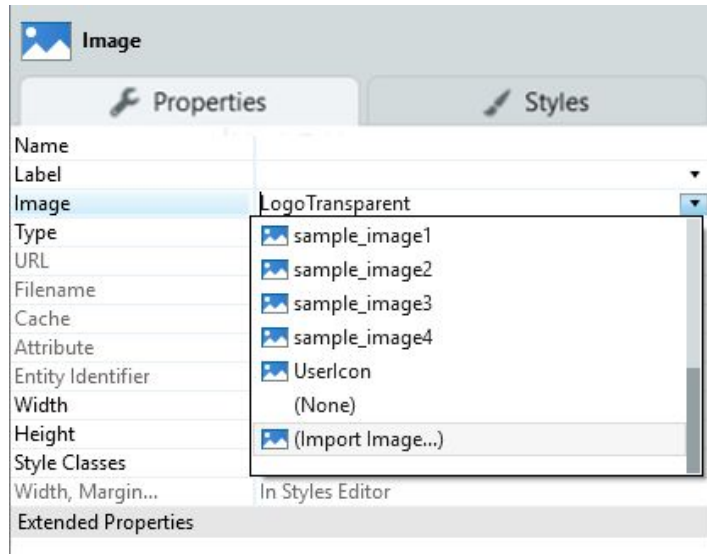 Image
Properties Styles
Name
Label
Image LogoTransparent
Type
sample_image1
URL
sample_image2
Filename
sample_image3
Cache
sample_image4
Attribute
UserIcon
Entity Identifier
(None)
Width
(Import Image...)
Height
Style Classes
Width, Margin... In Styles Editor
Extended Properties